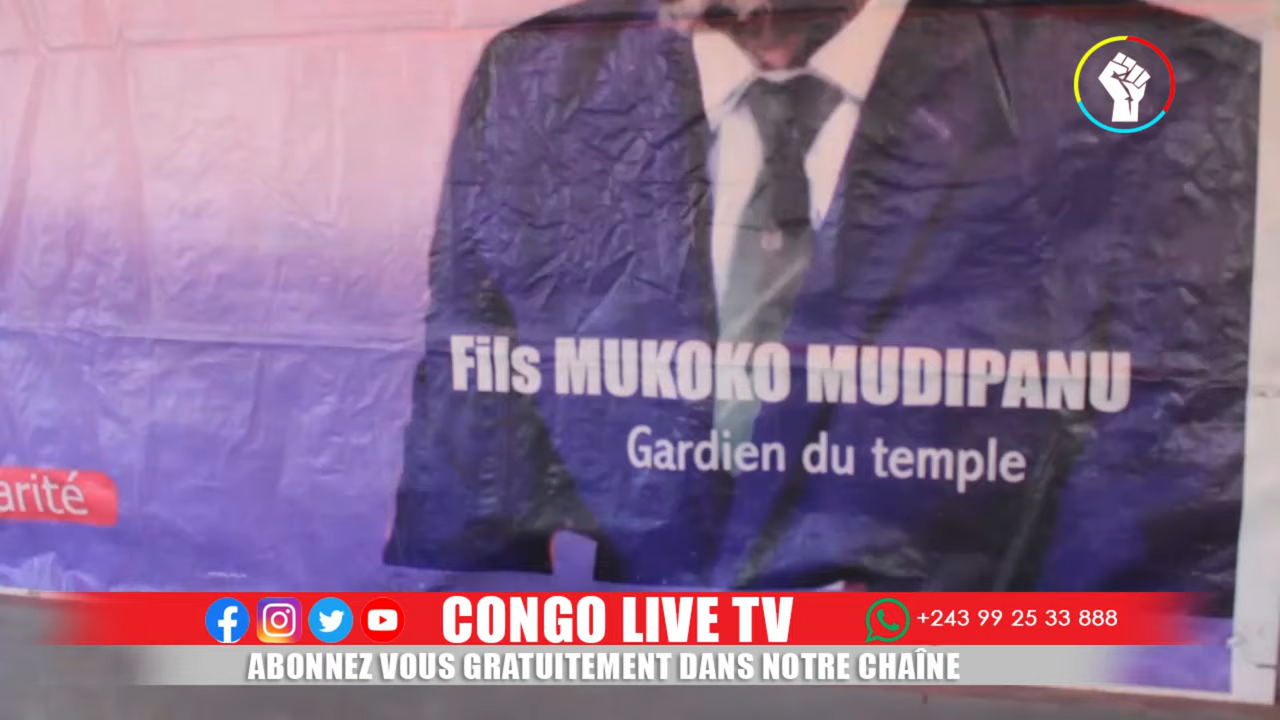 Fils MUKOKO MUDIPANU
Gardien du temple
arité
CONGO LIVE TV
+243 99 25 33 888
ABONNEZ VOUS GRATUITEMENT DANS NOTRE CHAÎNE